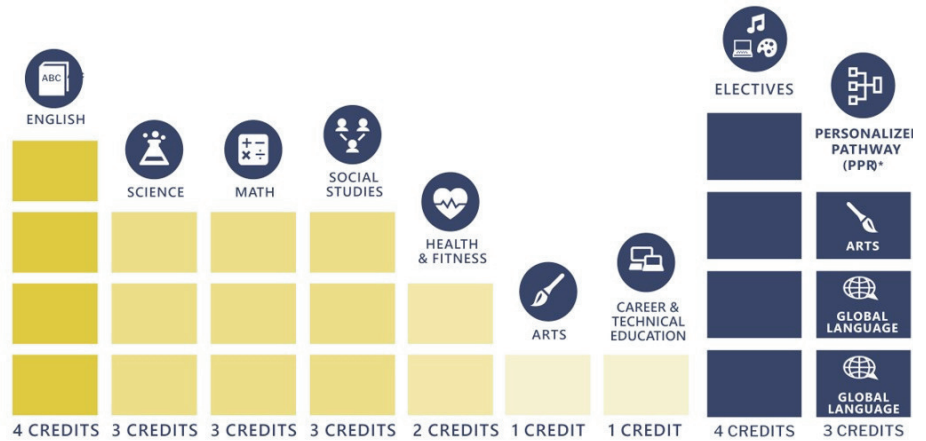 ABC
ENGLISH
4 CREDITS
SCIENCE
3 CREDITS
MATH
3 CREDITS
SOCIAL
STUDIES
3 CREDITS
HEALTH
& FITNESS
2 CREDITS
ARTS
1 CREDIT
CAREER &
TECHNICAL
EDUCATION
1 CREDIT
ELECTIVES
4 CREDITS
PERSONALIZE
PATHWAY
(PPR)*
ARTS
GLOBAL
LANGUAGE
GLOBAL
LANGUAGE
3 CREDITS